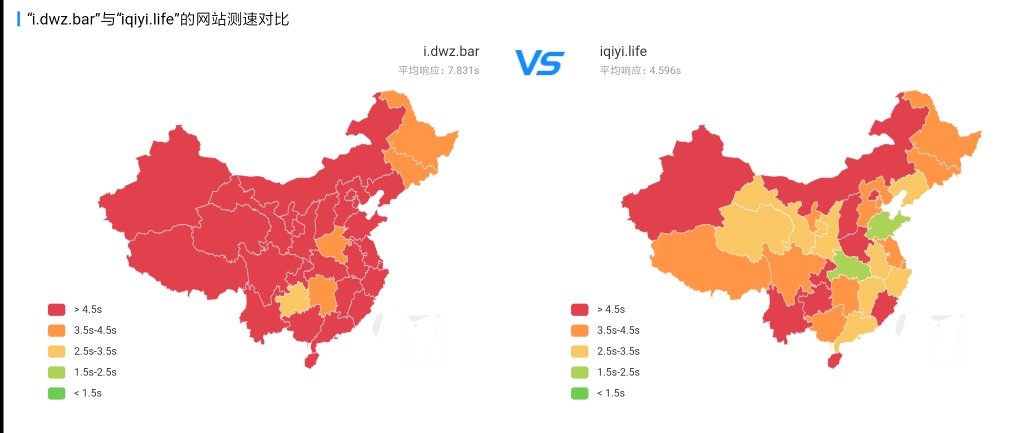 “i.dwz.bar”与“iqiyi.life”的网站测速对比
i.dwz.bar
平均响应：7.831s
VS
iqiyi.life
平均响应：4.596s
> 4.5s
3.5s-4.5s
2.5s-3.5s
1.5s-2.5s
< 1.5s
> 4.5s
3.5s-4.5s
2.5s-3.5s
1.5s-2.5s
< 1.5s